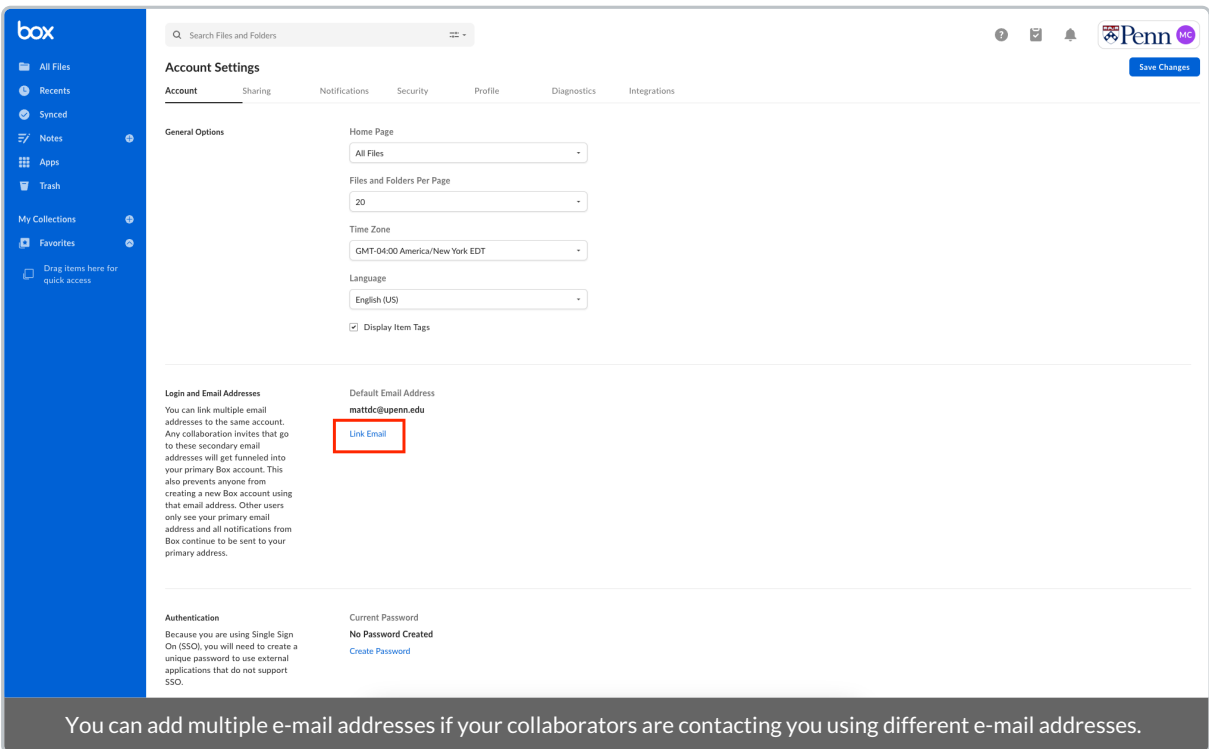 box
Search Files and Folders
Penn MC
All Files
Recents
Synced
Notes
Apps
Trash
My Collections
Favorites
Drag items here for
quick access
Account Settings
Save Changes
Account Sharing Notifications Security Profile Diagnostics Integrations
General Options
Home Page
All Files
Files and Folders Per Page
20
Time Zone
GMT-04:00 America/New York EDT
Language
English (US)
Display Item Tags
Login and Email Addresses
You can link multiple email
addresses to the same account.
Any collaboration invites that go
to these secondary email
addresses will get funneled into
your primary Box account. This
also prevents anyone from
creating a new Box account using
that email address. Other users
only see your primary email
address and all notifications from
Box continue to be sent to your
primary address.
Default Email Address
mattdc@upenn.edu
Link Email
Authentication
Because you are using Single Sign
On (SSO), you will need to create a
unique password to use external
applications that do not support
SSO.
Current Password
No Password Created
Create Password
You can add multiple e-mail addresses if your collaborators are contacting you using different e-mail addresses.